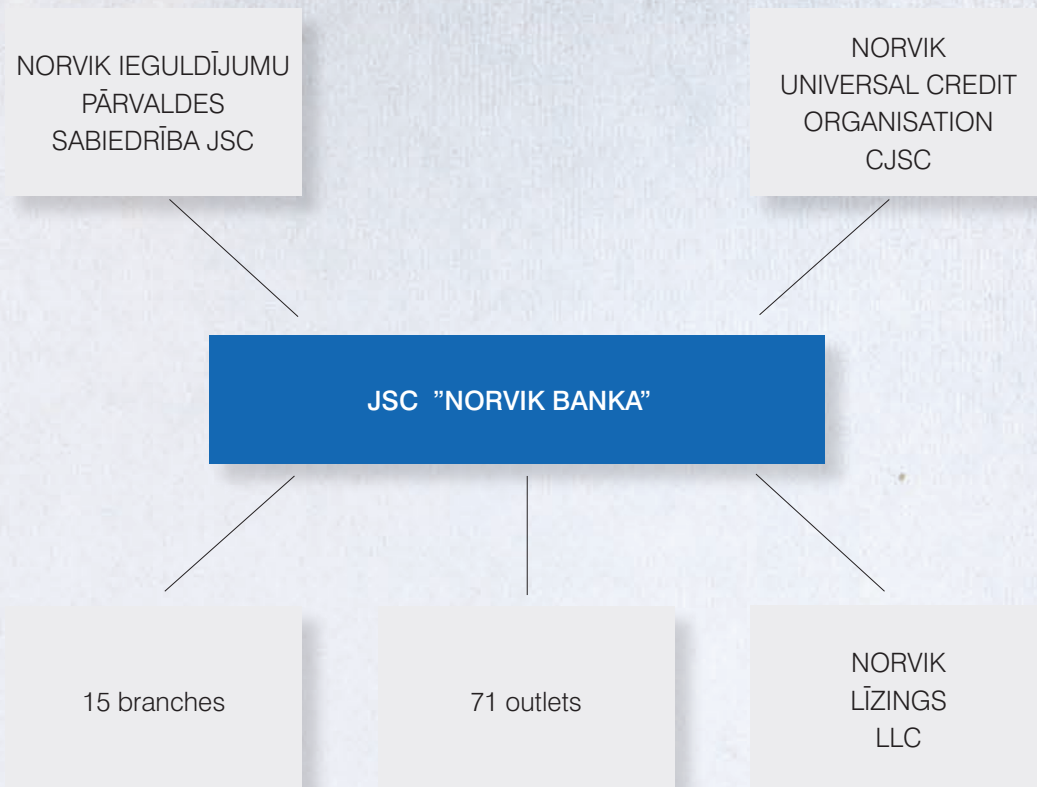 NORVIK IEGULDĪJUMU
PĀRVALDES
SABIEDRĪBA JSC
NORVIK
UNIVERSAL CREDIT
ORGANISATION
CJSC
JSC ”NORVIK BANKA”
15 branches
71 outlets
NORVIK
LĪZINGS
LLC